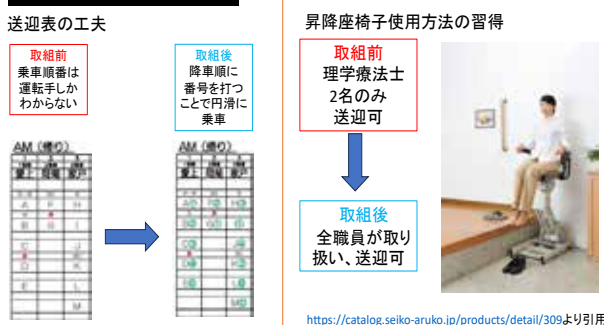 送迎表の工夫
取組前
乗車順番は
運転手しか
わからない
取組後
降車順に
番号を打つ
ことで円滑に
乗車
AM（帰り）
A F H
B G I
C J
D K
E L
M
AM（帰り）
昇降座椅子使用方法の習得
取組前
理学療法士
2名のみ
送迎可
取組後
全職員が取り
扱い、送迎可
https://catalog.seiko-aruko.jp/products/detail/309より引用